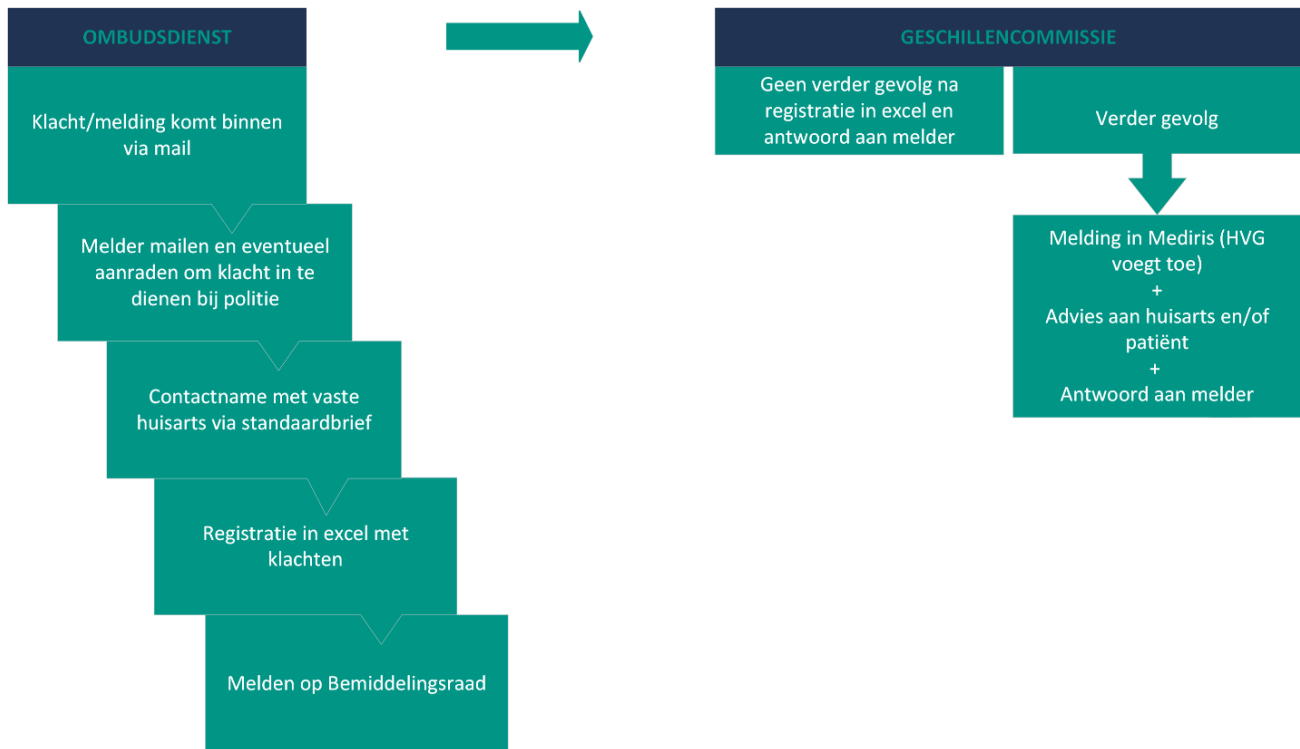 OMBUDSDIENST
Klacht/melding komt binnen
via mail
Melder mailen en eventueel
aanraden om klacht in te
dienen bij politie
Contactname met vaste
huisarts via standaardbrief
Registratie in excel met
klachten
Melden op Bemiddelingsraad
GESCHILLENCOMMISSIE
Geen verder gevolg na
registratie in excel en
antwoord aan melder
Verder gevolg
Melding in Mediris (HVG
voegt toe)
+
Advies aan huisarts en/of
patiënt
+
Antwoord aan melder